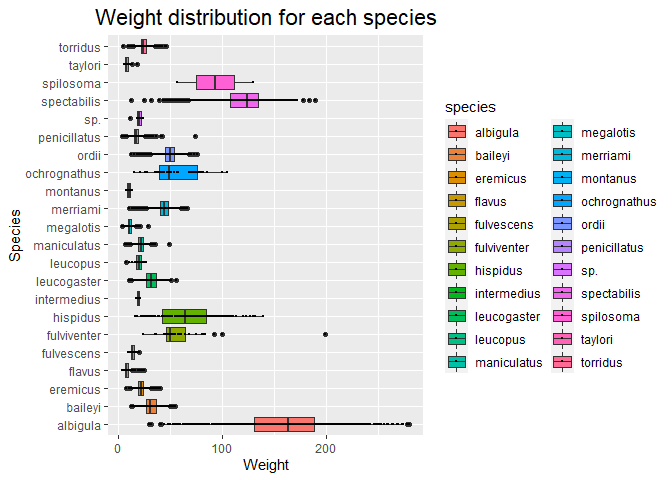 Weight distribution for each species
Species
torridus
taylori
spilosoma
spectabilis
sp.
penicillatus
ordii
ochrognathus
montanus
merriami
megalotis
maniculatus
leucopus
leucogaster
intermedius
hispidus
fulviventer
fulvescens
flavus
eremicus
baileyi
albigula
0 100 200
Weight
species
albigula
baileyi
eremicus
flavus
fulvescens
fulviventer
hispidus
intermedius
leucogaster
leucopus
maniculatus
megalotis
merriami
montanus
ochrognathus
ordii
penicillatus
sp.
spectabilis
spilosoma
taylori
torridus